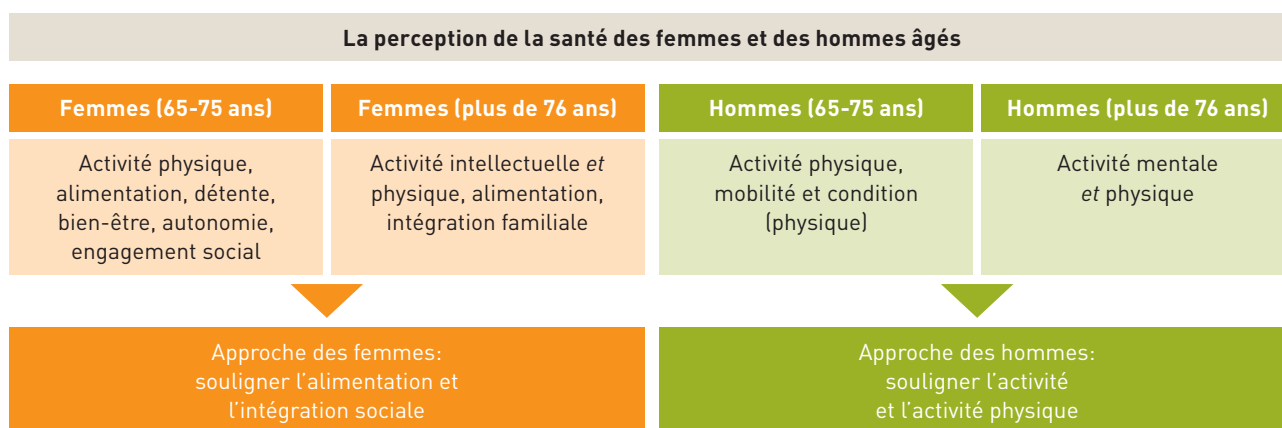 La perception de la santé des femmes et des hommes âgés
Femmes (65-75 ans)
Activité physique,
alimentation, détente,
bien-être, autonomie,
engagement social
Femmes (plus de 76 ans)
Activité intellectuelle et
physique, alimentation,
intégration familiale
Hommes (65-75 ans)
Activité physique,
mobilité et condition
(physique)
Hommes (plus de 76 ans)
Activité mentale
et physique
Approche des femmes:
souligner l’alimentation et
l’intégration sociale
Approche des hommes:
souligner l’activité
et l’activité physique